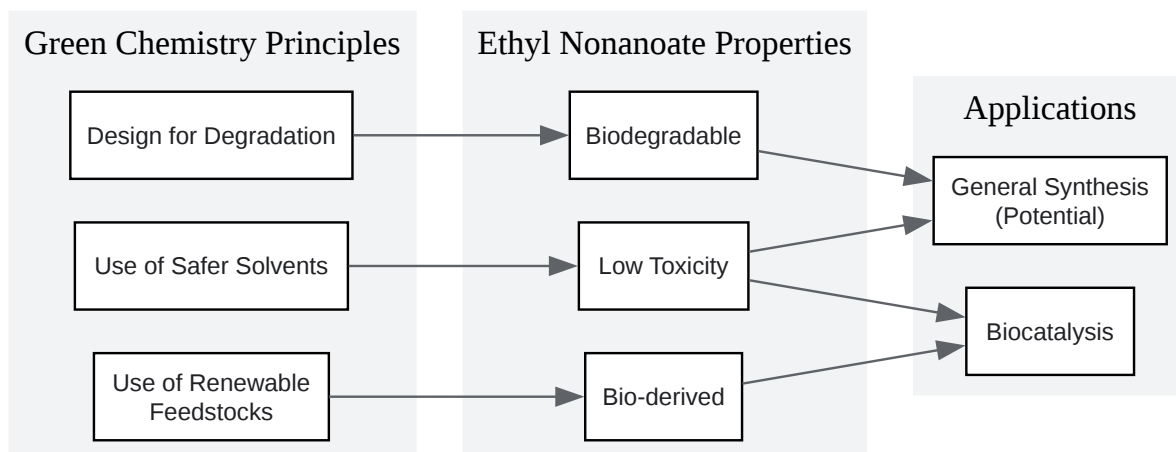 Green Chemistry Principles
Design for Degradation
Use of Safer Solvents
Use of Renewable
Feedstocks
Ethyl Nonanoate Properties
Biodegradable
Low Toxicity
Bio-derived
Applications
General Synthesis
(Potential)
Biocatalysis